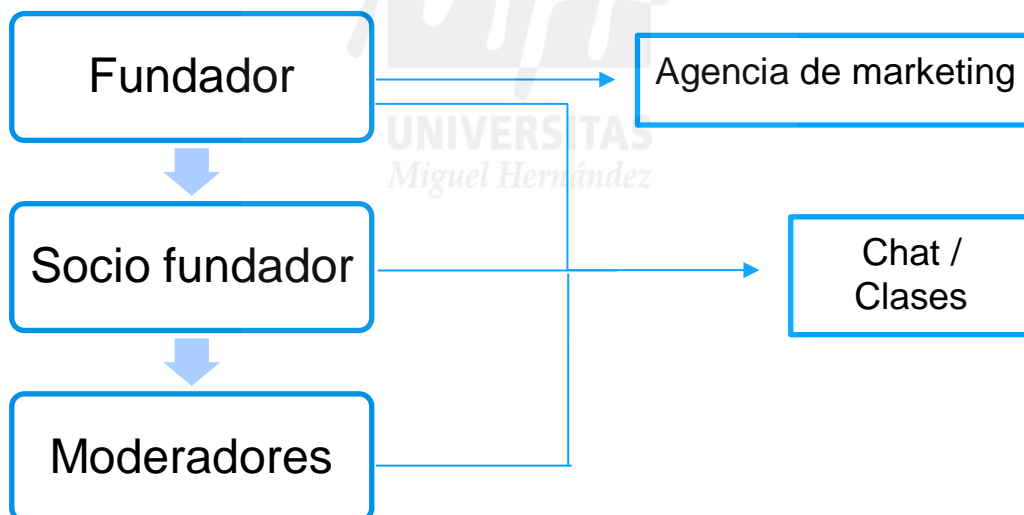 Fundador
Agencia de marketing
UNIVERSITAS
Miguel Hernández
Socio fundador
Chat /
Clases
Moderadores